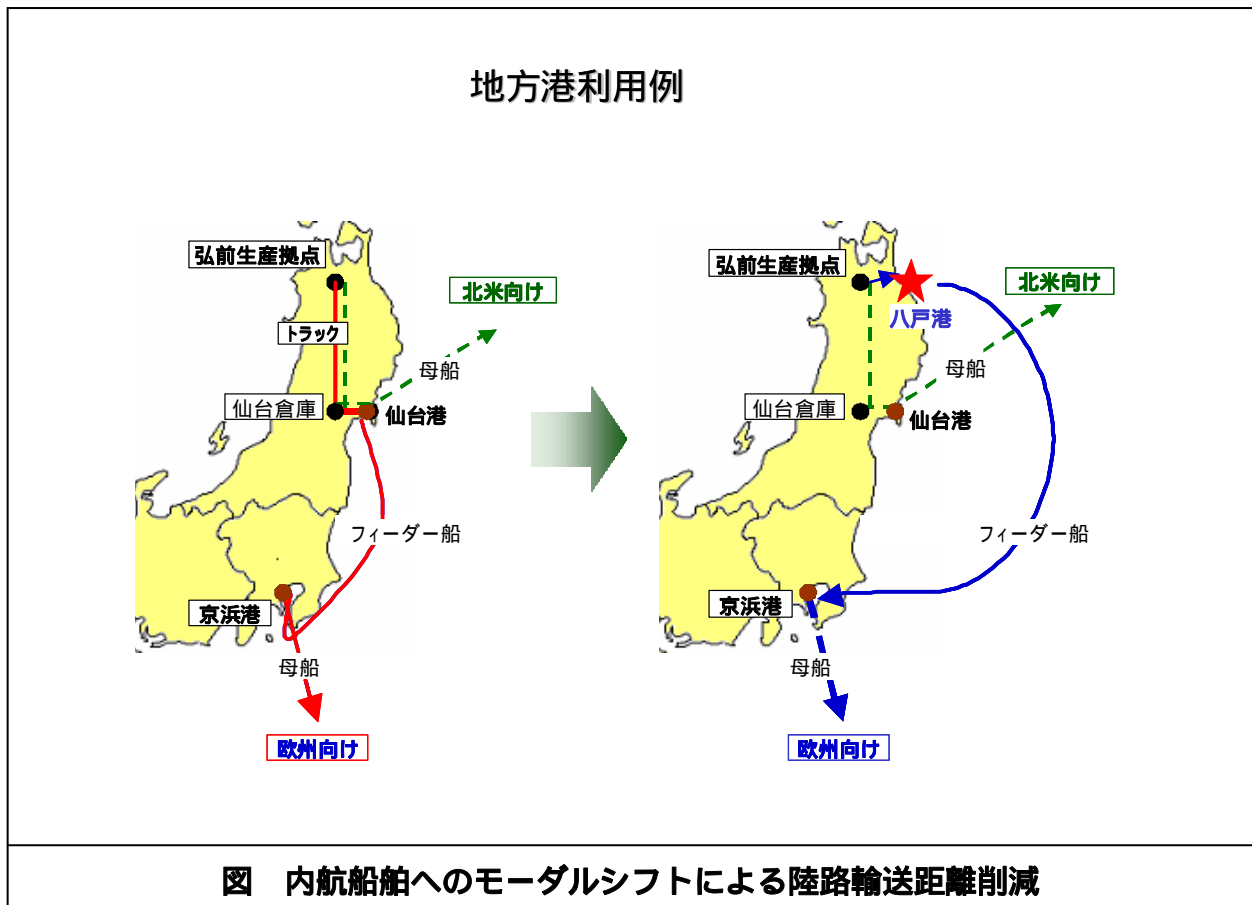 地方港利用例
弘前生産拠点
北米向け
トラック
母船
仙台倉庫
仙台港
フィーダー船
京浜港
母船
欧州向け
弘前生産拠点
北米向け
八戸港
母船
仙台倉庫
仙台港
フィーダー船
京浜港
母船
欧州向け
図　内航船舶へのモーダルシフトによる陸路輸送距離削減